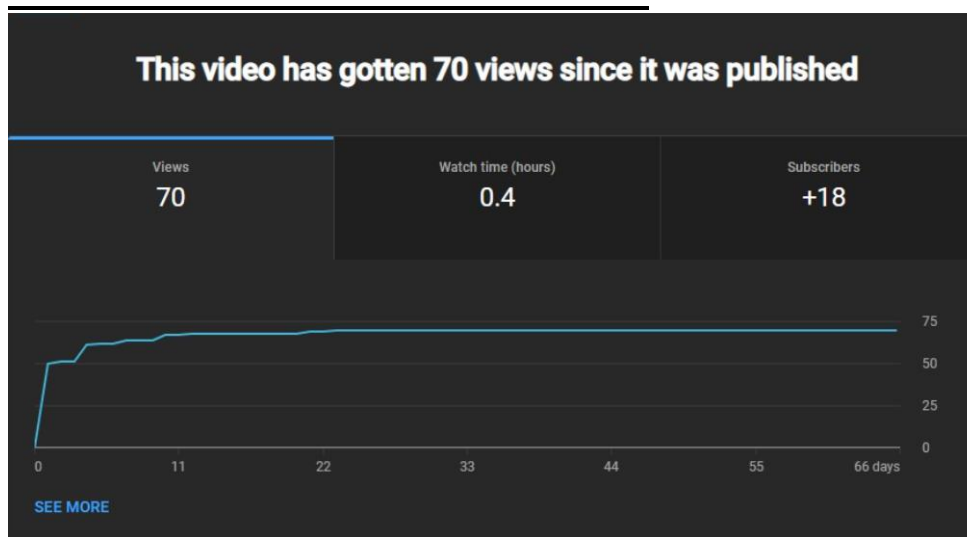 This video has gotten 70 views since it was published
Views
70
Watch time (hours)
0.4
Subscribers
+18
75
50
25
0
0 11 22 33 44 55 66 days
SEE MORE